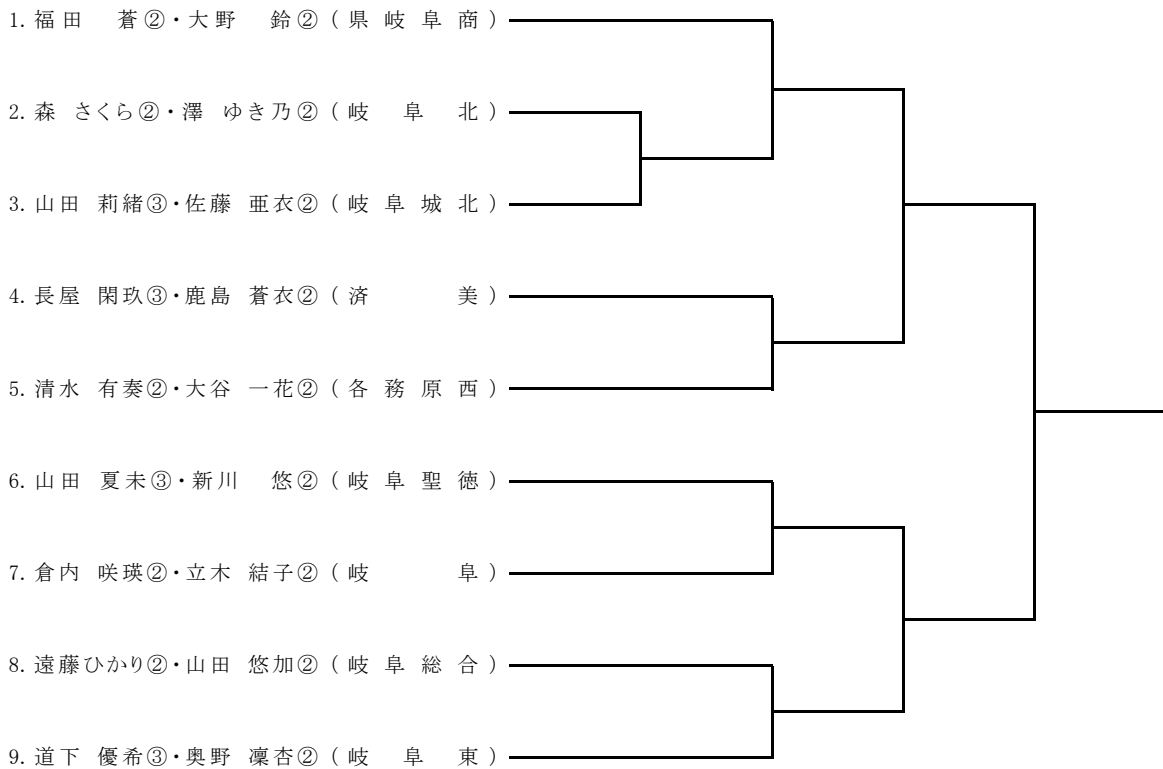 1. 福田 蒼②・大野 鈴②（県岐阜商）
2. 森 さくら②・澤 ゆき乃②（岐阜北）
3. 山田 莉緒③・佐藤 亜衣②（岐阜城北）
4. 長屋 閑玖③・鹿島 蒼衣②（済美）
5. 清水 有奏②・大谷 一花②（各務原西）
6. 山田 夏未③・新川 悠②（岐阜聖徳）
7. 倉内 咲瑛②・立木 結子②（岐阜）
8. 遠藤ひかり②・山田 悠加②（岐阜総合）
9. 道下 優希③・奥野 凜杏②（岐阜東）